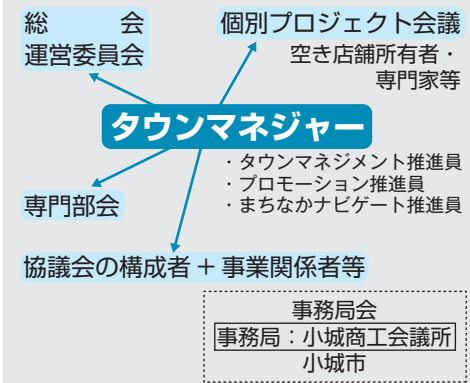 総　　会
運営委員会
個別プロジェクト会議
空き店舗所有者・
専門家等
タウンマネジャー
・タウンマネジメント推進員
・プロモーション推進員
・まちなかナビゲート推進員
専門部会
協議会の構成者＋事業関係者等
事務局会
事務局：小城商工会議所
小城市